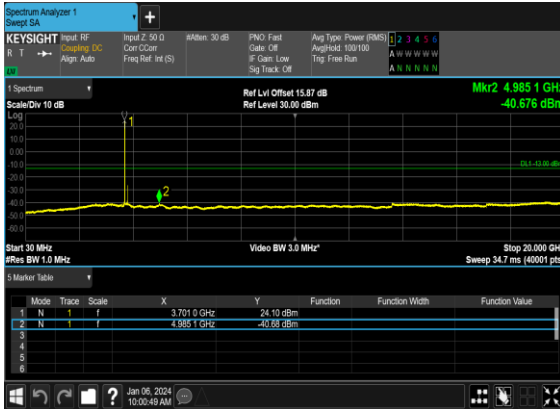 Spectrum Analyzer 1
Swept SA
+
KEYSIGHT
R T
Input: RF
Coupling: DC
Align: Auto
Input Z: 50 Ω
Corr CCorr
Freq Ref: Int (S)
#Atten: 30 dB
PNO: Fast
Gate: Off
IF Gain: Low
Sig Track: Off
Avg Type: Power (RMS)
Avg|Hold: 100/100
Trig: Free Run
1 2 3 4 5 6
A W W W W W
A N N N N N
1 Spectrum
Scale/Div 10 dB
Log
Ref Lvl Offset 15.87 dB
Ref Level 30.00 dBm
Mkr2 4.985 1 GHz
-40.676 dBm
20.0
10.0
0.00
-10.0
-20.0
-30.0
-40.0
-50.0
-60.0
1
2
DL1 -13.00 dBm
Start 30 MHz
#Res BW 1.0 MHz
Video BW 3.0 MHz*
Stop 20.000 GH
Sweep 34.7 ms (40001 pts
5 Marker Table
Mode Trace Scale X Y Function Function Width Function Value
1 N 1 f 3.701 0 GHz 24.10 dBm
2 N 1 f 4.985 1 GHz -40.68 dBm
3
4
5
6
?
Jan 06, 2024
10:00:49 AM